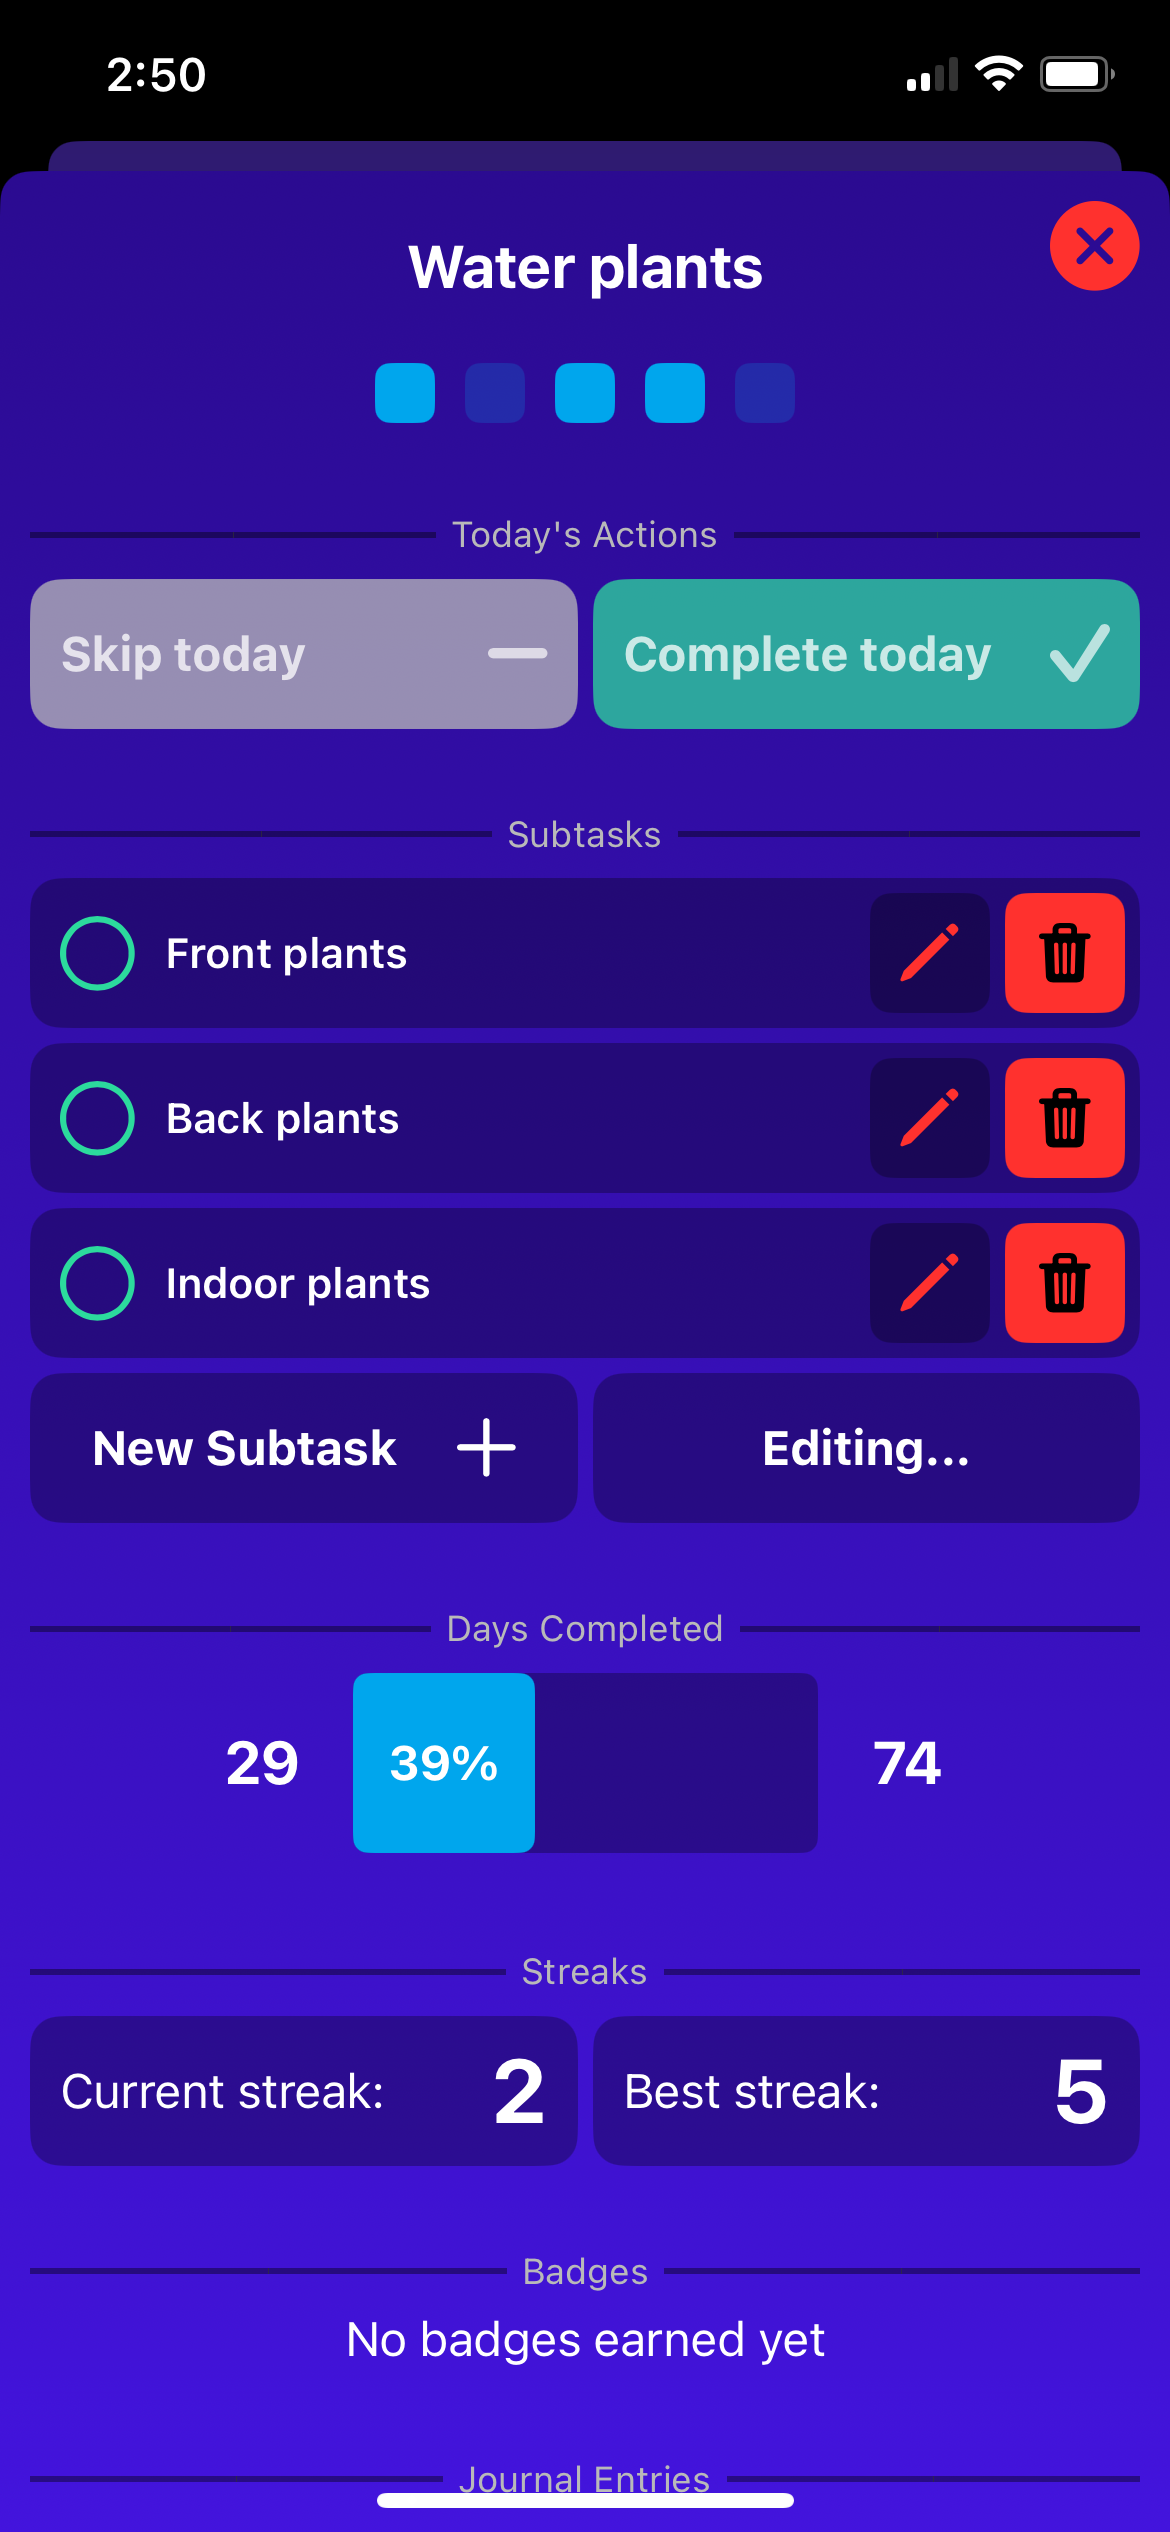 2:50
Water plants
Today's Actions
Skip today
Complete today
Subtasks
Front plants
Back plants
Indoor plants
New Subtask
Editing...
Days Completed
29
39%
74
Streaks
Current streak: 2
Best streak: 5
Badges
No badges earned yet
Journal Entries